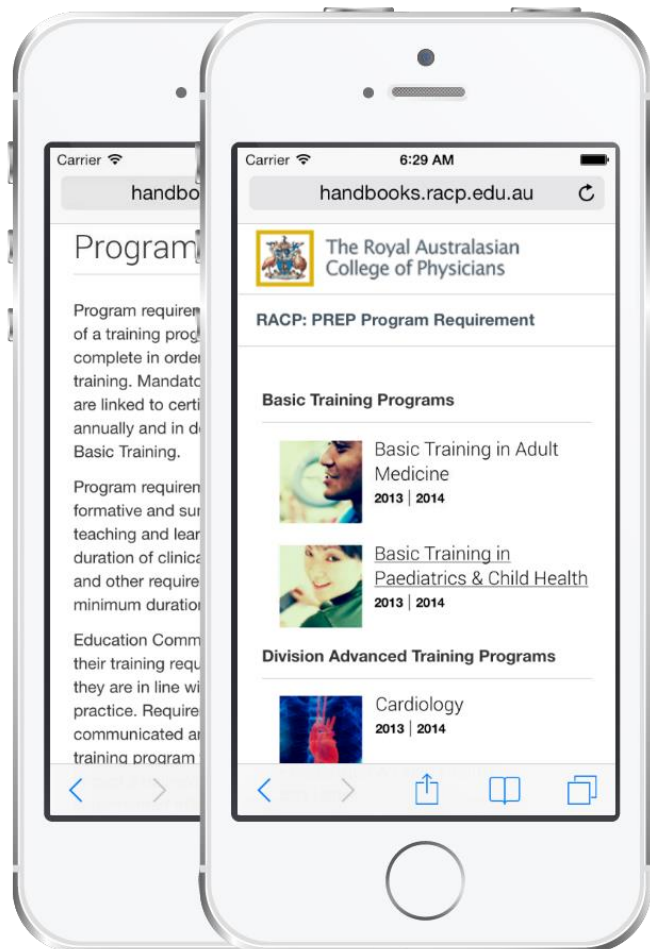 Carrier
handbo
Program
Program requirem
of a training prog
complete in order
training. Mandato
are linked to certi
annually and in d
Basic Training.
Program requirem
formative and su
teaching and lear
duration of clinica
and other require
minimum duration
Education Comm
their training requ
they are in line wi
practice. Require
communicated a
training program
Carrier
6:29 AM
handbooks.racp.edu.au
The Royal Australasian
College of Physicians
RACP: PREP Program Requirement
Basic Training Programs
Basic Training in Adult
Medicine
2013 | 2014
Basic Training in
Paediatrics & Child Health
2013 | 2014
Division Advanced Training Programs
Cardiology
2013 | 2014